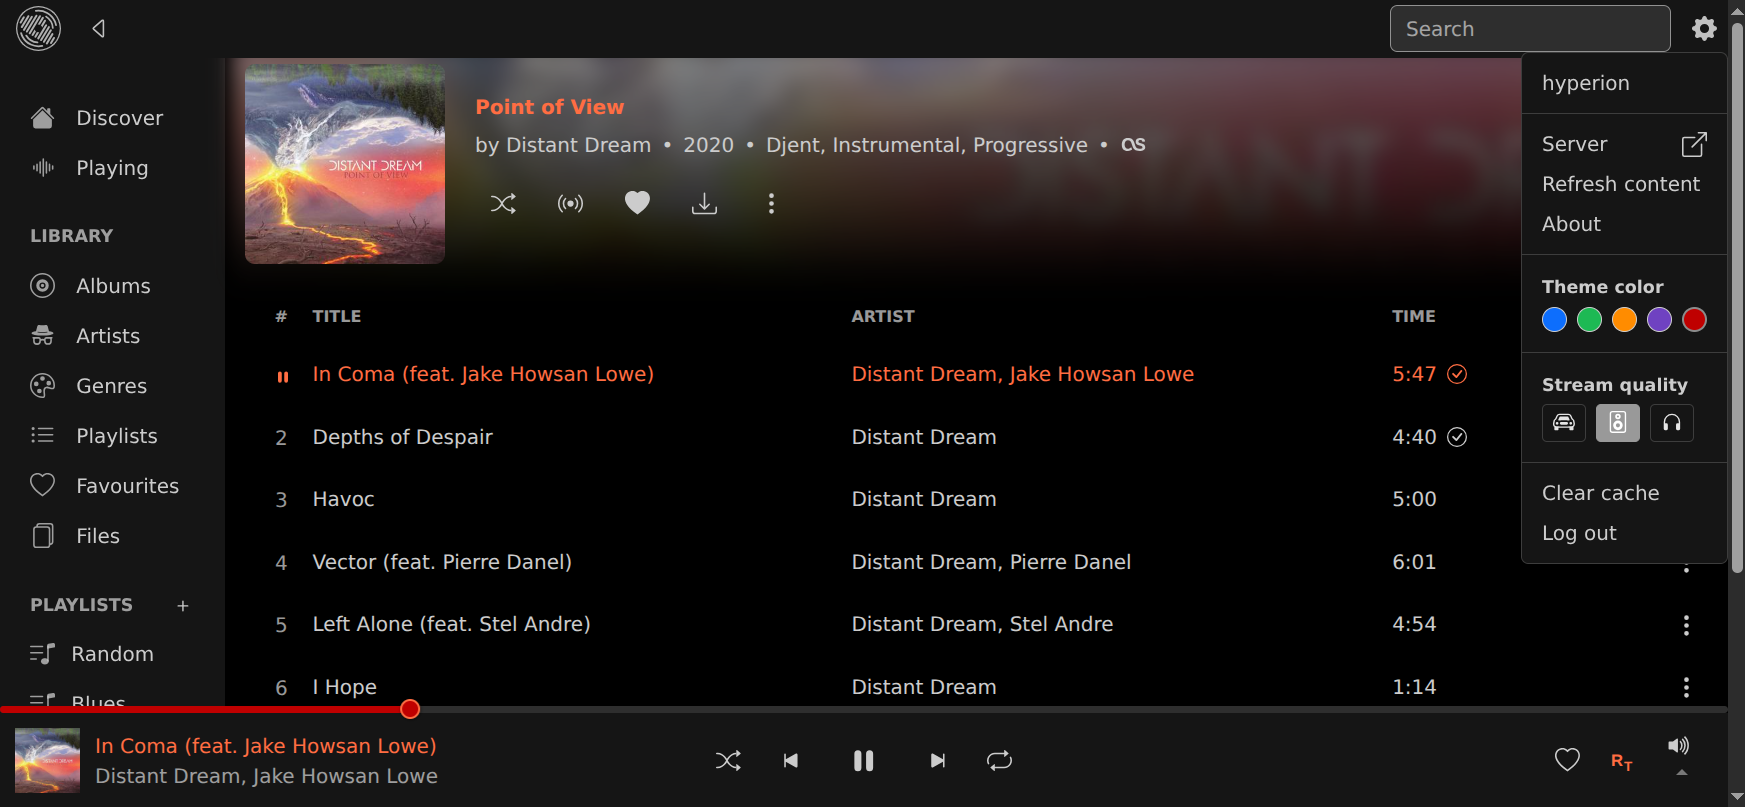 Search
hyperion
Server
Refresh content
About
Theme color
Stream quality
Clear cache
Log out
Discover
Playing
LIBRARY
Albums
Artists
Genres
Playlists
Favourites
Files
PLAYLISTS +
Random
Blues
DISTANT DREAM
POINT OF VIEW
Point of View
by Distant Dream • 2020 • Djent, Instrumental, Progressive •
# TITLE ARTIST TIME
In Coma (feat. Jake Howsan Lowe) Distant Dream, Jake Howsan Lowe 5:47
2 Depths of Despair Distant Dream 4:40
3 Havoc Distant Dream 5:00
4 Vector (feat. Pierre Danel) Distant Dream, Pierre Danel 6:01
5 Left Alone (feat. Stel Andre) Distant Dream, Stel Andre 4:54
6 I Hope Distant Dream 1:14
In Coma (feat. Jake Howsan Lowe)
Distant Dream, Jake Howsan Lowe
RT